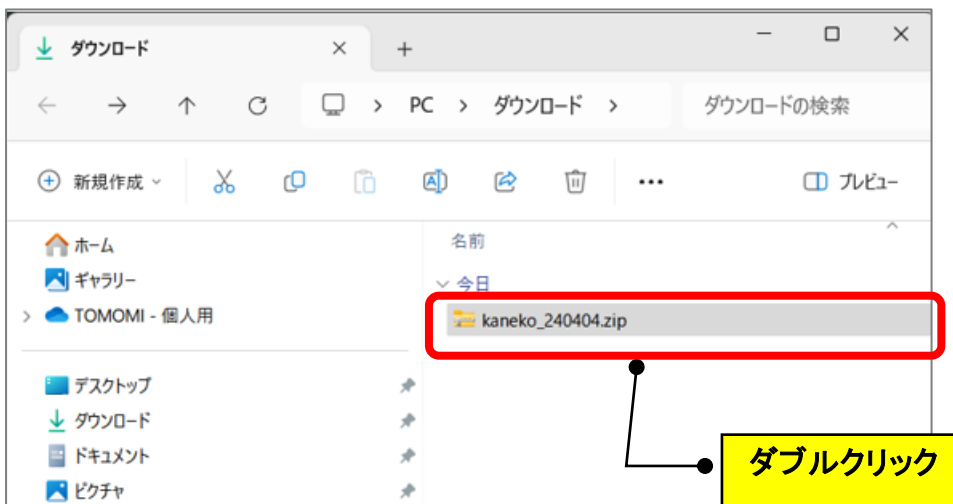 ダウンロード
PC > ダウンロード >
ダウンロードの検索
新規作成
プレビュー
ホーム
ギャラリー
TOMOMI - 個人用
デスクトップ
ダウンロード
ドキュメント
ピクチャ
名前
今日
kaneko_240404.zip
ダブルクリック